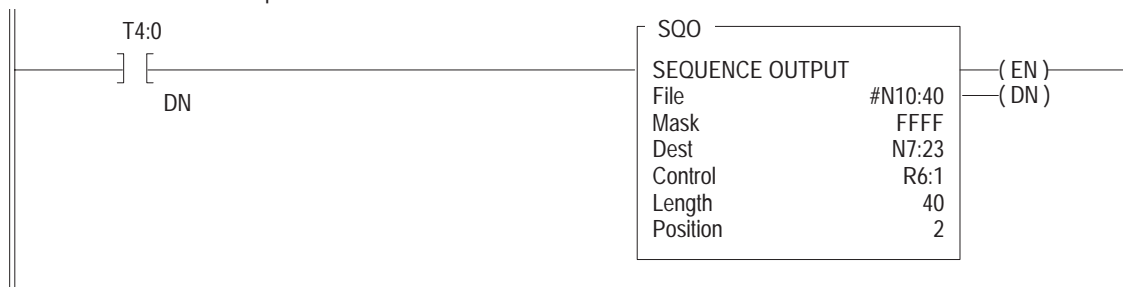 T4:0
DN
SQO
SEQUENCE OUTPUT
File #N10:40
Mask FFFF
Dest N7:23
Control R6:1
Length 40
Position 2
( EN )
( DN )